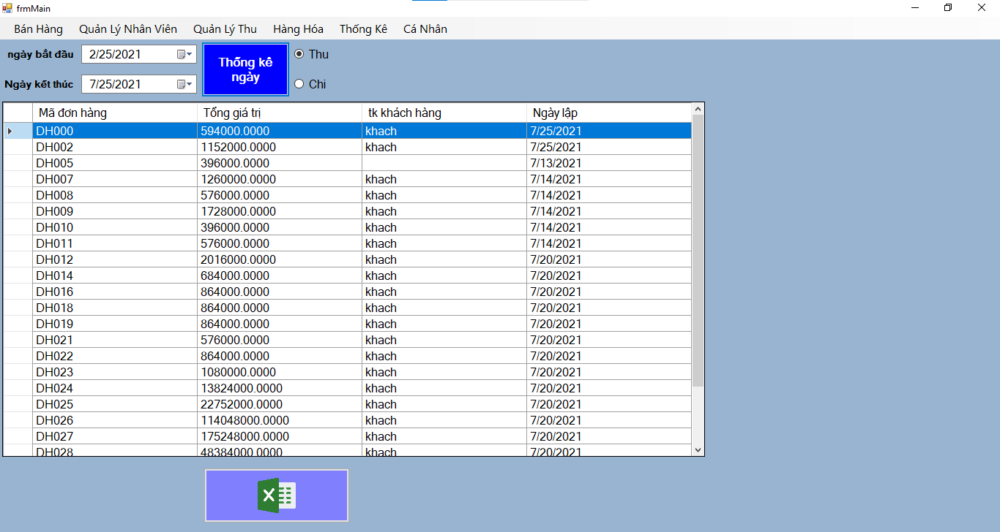 frmMain
Bán Hàng Quản Lý Nhân Viên Quản Lý Thu Hàng Hóa Thống Kê Cá Nhân
ngày bắt đầu 2/25/2021 Thống kê ngày Thu
Ngày kết thúc 7/25/2021 Chi
Mã đơn hàng Tổng giá trị tk khách hàng Ngày lập
DH000 594000.0000 khach 7/25/2021
DH002 1152000.0000 khach 7/25/2021
DH005 396000.0000 7/13/2021
DH007 1260000.0000 khach 7/14/2021
DH008 576000.0000 khach 7/14/2021
DH009 1728000.0000 khach 7/14/2021
DH010 396000.0000 khach 7/14/2021
DH011 576000.0000 khach 7/14/2021
DH012 2016000.0000 khach 7/20/2021
DH014 684000.0000 khach 7/20/2021
DH016 864000.0000 khach 7/20/2021
DH018 864000.0000 khach 7/20/2021
DH019 864000.0000 khach 7/20/2021
DH021 576000.0000 khach 7/20/2021
DH022 864000.0000 khach 7/20/2021
DH023 1080000.0000 khach 7/20/2021
DH024 13824000.0000 khach 7/20/2021
DH025 22752000.0000 khach 7/20/2021
DH026 114048000.0000 khach 7/20/2021
DH027 175248000.0000 khach 7/20/2021
DH028 48384000.0000 khach 7/20/2021
X